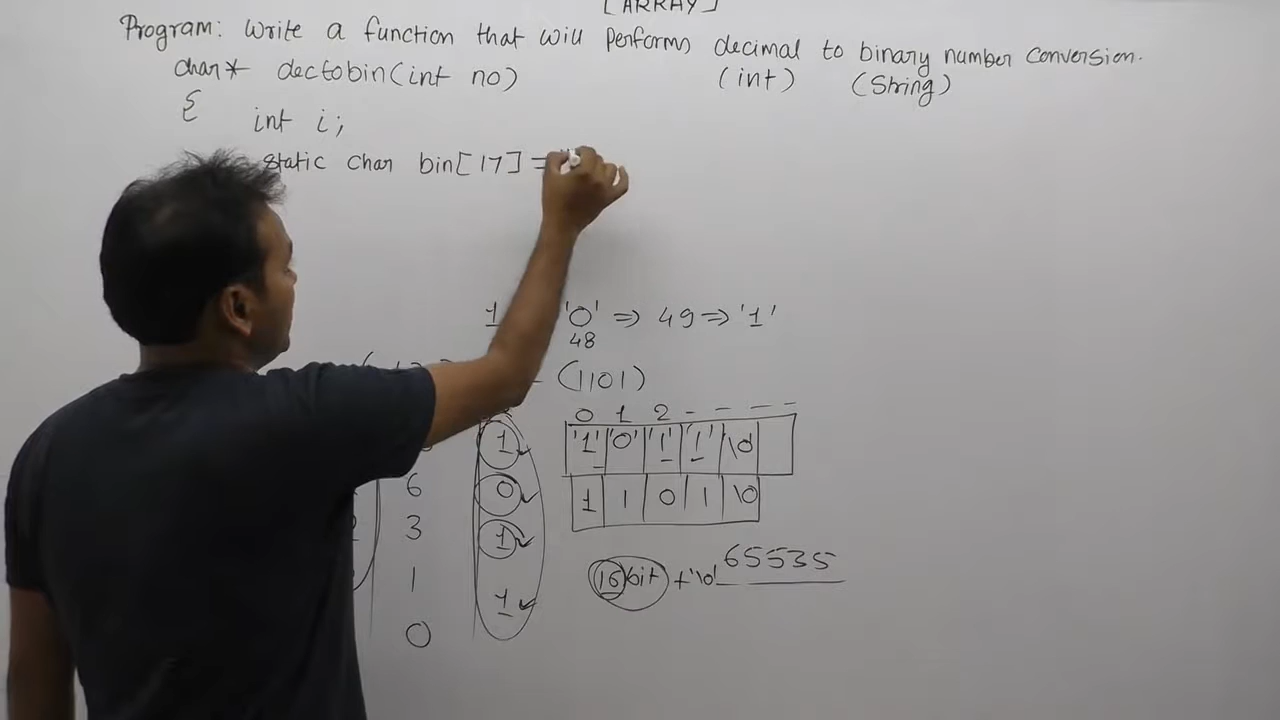 [ARRAY]
Program: Write a function that will performs decimal to binary number conversion.
char* dectobin(int no) (int) (String)
{ int i;
static char bin[17] =
1 '0' => 49 => '1'
48
(1101)
0 1 2 - - - -
1 '1' '0' '1' '1' \0
6 0 1 1 0 1 \0
3 1
65535
1 1 16 bit + '\0'
0